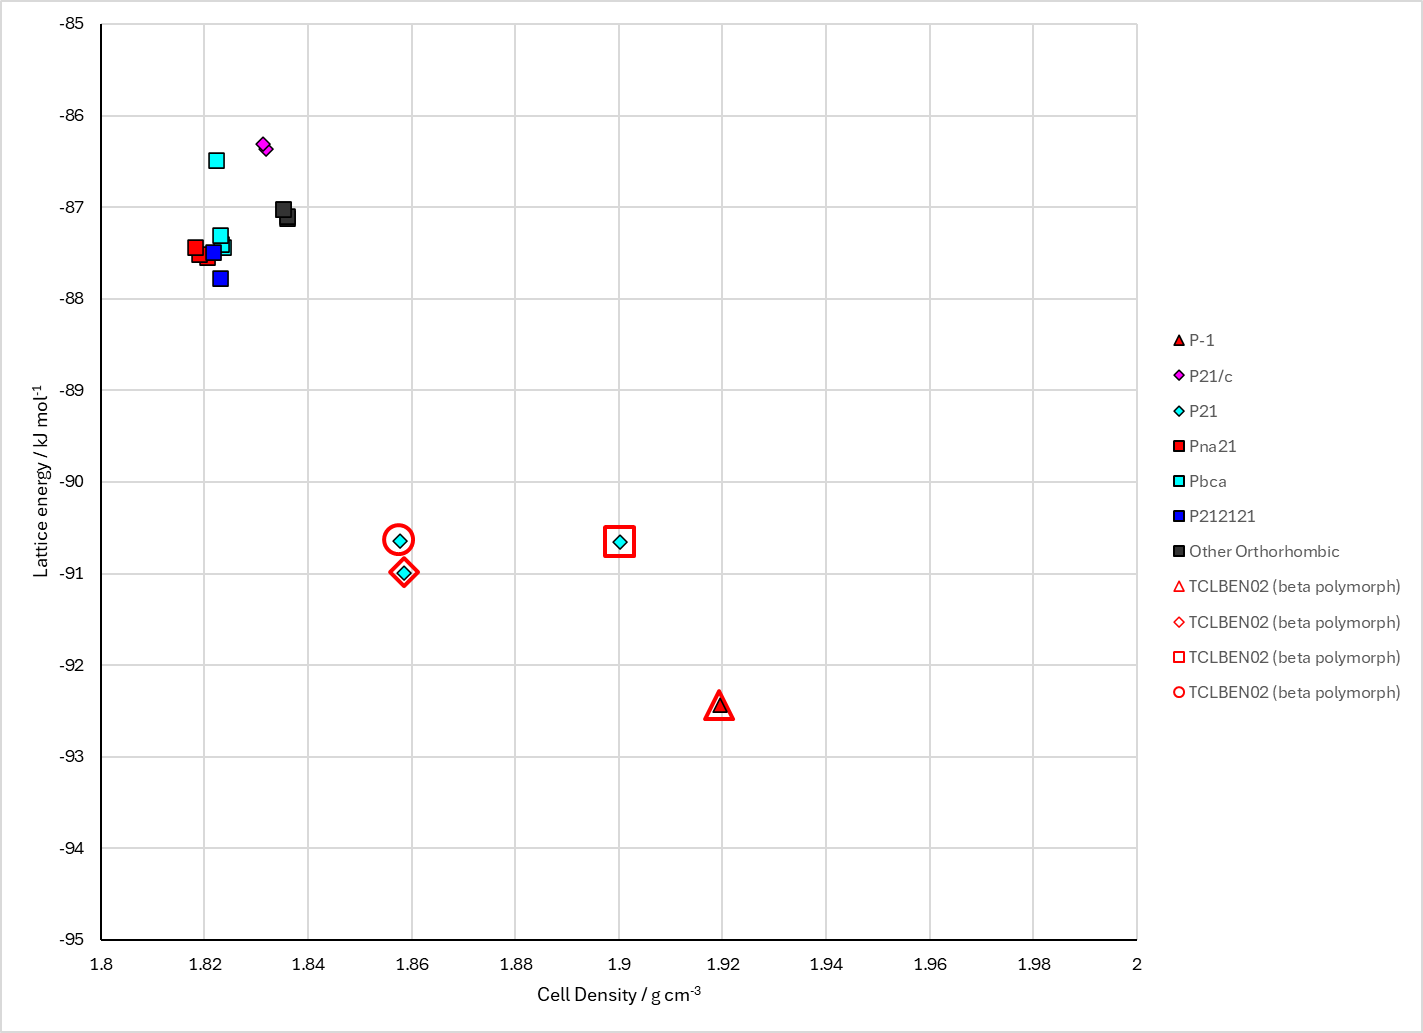 -85
-86
-87
-88
-89
-90
-91
-92
-93
-94
-95
Lattice energy / kJ mol⁻¹
1.8 1.82 1.84 1.86 1.88 1.9 1.92 1.94 1.96 1.98 2
Cell Density / g cm⁻³
P-1
P21/c
P21
Pna21
Pbca
P212121
Other Orthorhombic
TCLBEN02 (beta polymorph)
TCLBEN02 (beta polymorph)
TCLBEN02 (beta polymorph)
TCLBEN02 (beta polymorph)